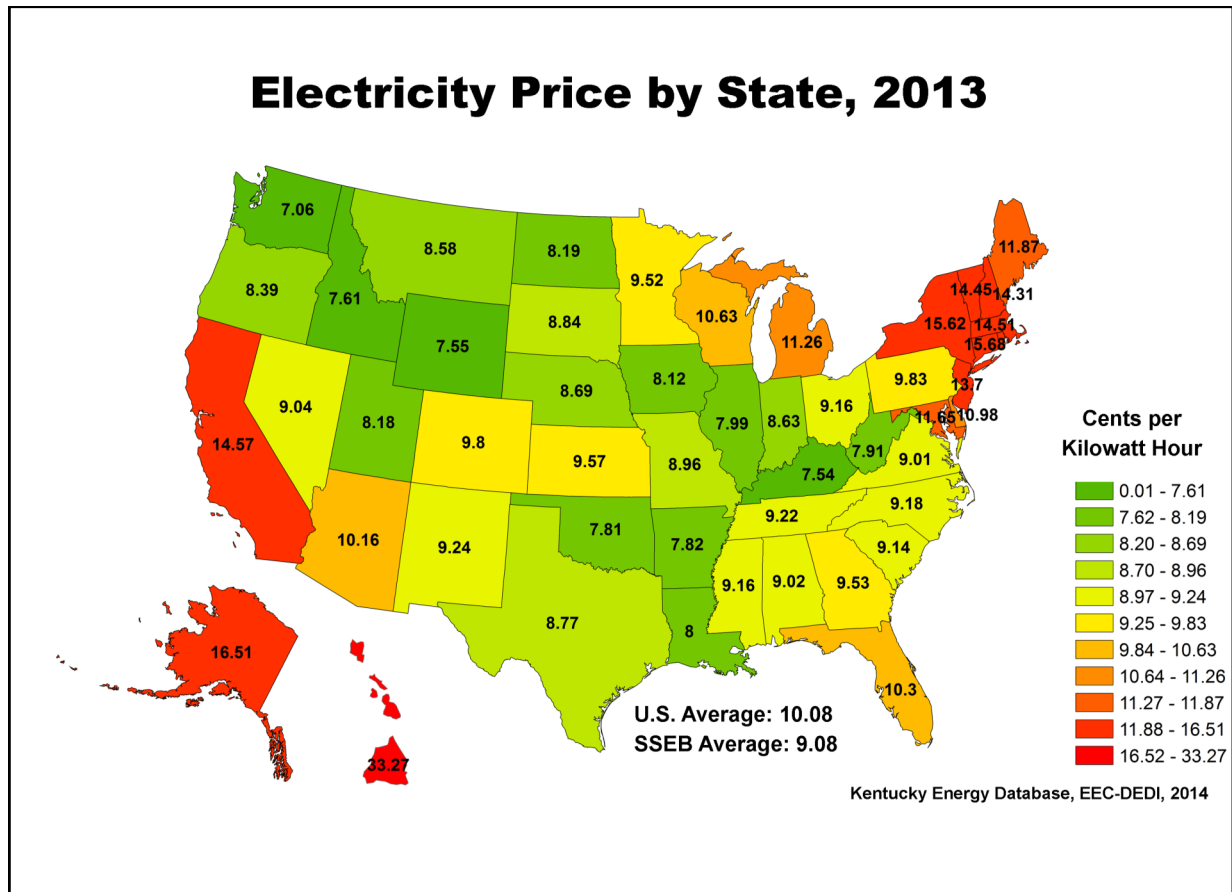 Electricity Price by State, 2013
7.06
8.58
8.19
9.52
11.87
8.39
7.61
8.84
10.63
14.45
14.31
7.55
11.26
15.62
14.51
15.68
9.04
8.18
8.69
8.12
9.83
13.7
14.57
9.8
9.57
8.96
7.99
8.63
9.16
11.65
10.98
7.91
7.54
9.01
10.16
9.24
7.81
7.82
9.22
9.18
9.14
8.77
8
9.16
9.02
9.53
10.3
16.51
33.27
U.S. Average: 10.08
SSEB Average: 9.08
Cents per
Kilowatt Hour
0.01 - 7.61
7.62 - 8.19
8.20 - 8.69
8.70 - 8.96
8.97 - 9.24
9.25 - 9.83
9.84 - 10.63
10.64 - 11.26
11.27 - 11.87
11.88 - 16.51
16.52 - 33.27
Kentucky Energy Database, EEC-DEDI, 2014